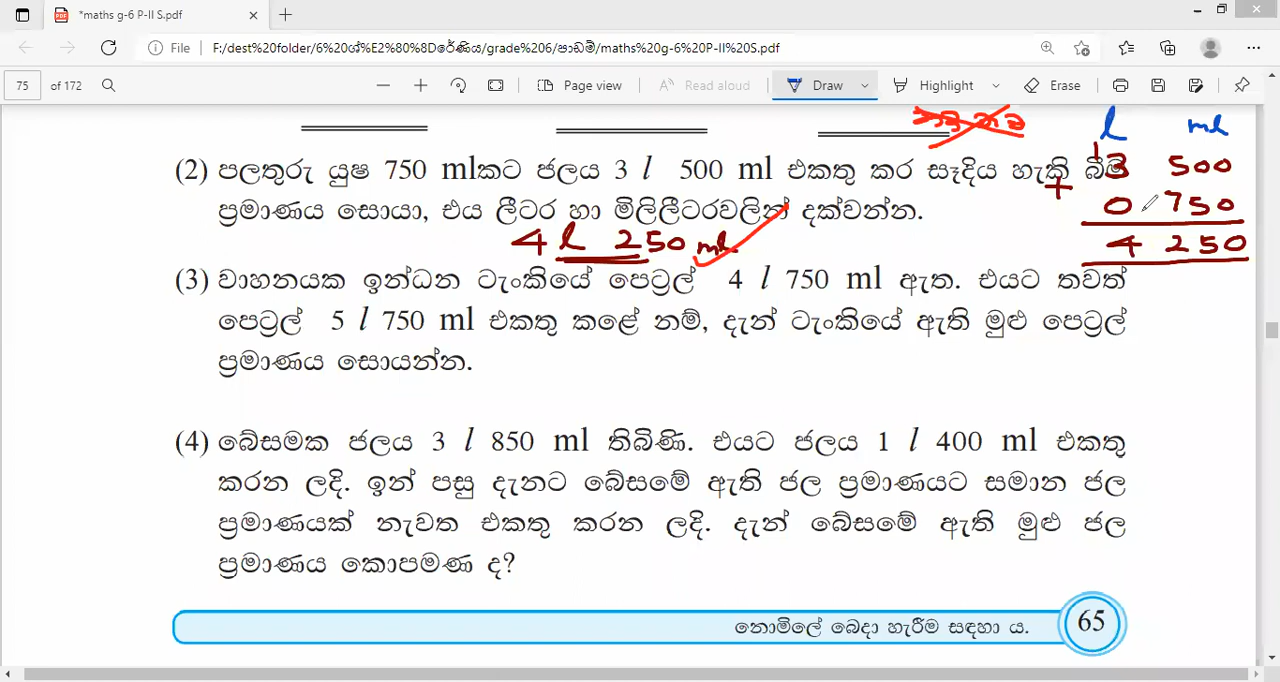 *maths g-6 P-II S.pdf
File F:/dest%20folder/6%20ශ්%E2%80%8Dරේණිය/grade%206/පාඩම්/maths%20g-6%20P-II%20S.pdf
75 of 172 Page view Read aloud Draw Highlight Erase
l ml
(2) පලතුරු යුෂ 750 mlකට ජලය 3 l 500 ml එකතු කර සෑදිය හැකි බීම
1 3 500
ප්‍රමාණය සොයා, එය ලීටර හා මිලිලීටරවලින් දක්වන්න.
+ 0 750
4 l 250 ml
4 250
(3) වාහනයක ඉන්ධන ටැංකියේ පෙට්‍රල් 4 l 750 ml ඇත. එයට තවත්
පෙට්‍රල් 5 l 750 ml එකතු කළේ නම්, දැන් ටැංකියේ ඇති මුළු පෙට්‍රල්
ප්‍රමාණය සොයන්න.
(4) බේසමක ජලය 3 l 850 ml තිබිණි. එයට ජලය 1 l 400 ml එකතු
කරන ලදි. ඉන් පසු දැනට බේසමේ ඇති ජල ප්‍රමාණයට සමාන ජල
ප්‍රමාණයක් නැවත එකතු කරන ලදි. දැන් බේසමේ ඇති මුළු ජල
ප්‍රමාණය කොපමණ ද?
නොමිලේ බෙදා හැරීම සඳහා ය. 65